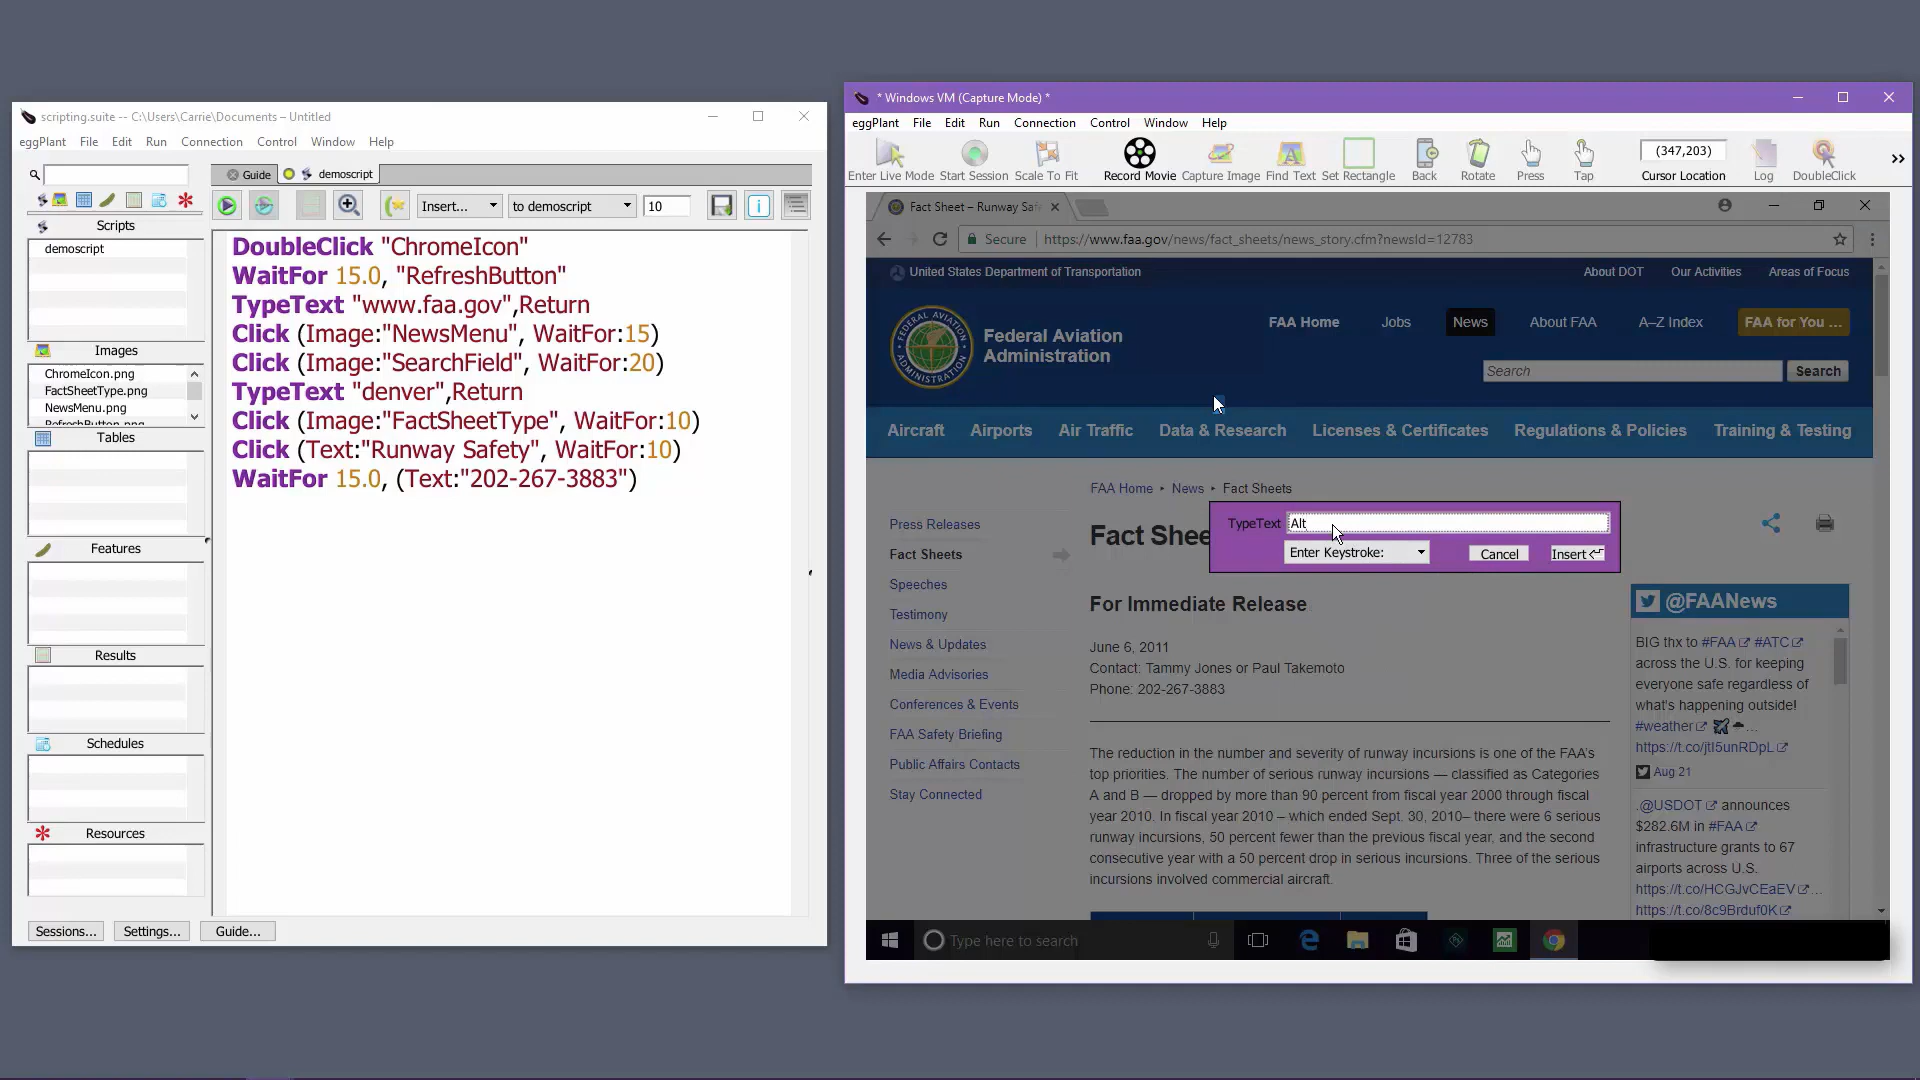 scripting.suite -- C:\Users\Carrie\Documents – Untitled
eggPlant File Edit Run Connection Control Window Help
Guide demoscript
Insert... to demoscript 10
Scripts
demoscript
Images
ChromeIcon.png
FactSheetType.png
NewsMenu.png
RefreshButton.png
Tables
Features
Results
Schedules
Resources
Sessions... Settings... Guide...
DoubleClick "ChromeIcon"
WaitFor 15.0, "RefreshButton"
TypeText "www.faa.gov",Return
Click (Image:"NewsMenu", WaitFor:15)
Click (Image:"SearchField", WaitFor:20)
TypeText "denver",Return
Click (Image:"FactSheetType", WaitFor:10)
Click (Text:"Runway Safety", WaitFor:10)
WaitFor 15.0, (Text:"202-267-3883")
* Windows VM (Capture Mode) *
eggPlant File Edit Run Connection Control Window Help
(347,203)
Enter Live Mode Start Session Scale To Fit Record Movie Capture Image Find Text Set Rectangle Back Rotate Press Tap Cursor Location Log DoubleClick
Fact Sheet – Runway Saf
Secure https://www.faa.gov/news/fact_sheets/news_story.cfm?newsId=12783
United States Department of Transportation About DOT Our Activities Areas of Focus
FEDERAL AVIATION ADMINISTRATION
Federal Aviation
Administration
FAA Home Jobs News About FAA A–Z Index FAA for You ...
Search Search
Aircraft Airports Air Traffic Data & Research Licenses & Certificates Regulations & Policies Training & Testing
FAA Home ▸ News ▸ Fact Sheets
Press Releases
Fact Sheets
Speeches
Testimony
News & Updates
Media Advisories
Conferences & Events
FAA Safety Briefing
Public Affairs Contacts
Stay Connected
Fact Shee
TypeText Alt
Enter Keystroke: Cancel Insert
For Immediate Release
June 6, 2011
Contact: Tammy Jones or Paul Takemoto
Phone: 202-267-3883
The reduction in the number and severity of runway incursions is one of the FAA's
top priorities. The number of serious runway incursions — classified as Categories
A and B — dropped by more than 90 percent from fiscal year 2000 through fiscal
year 2010. In fiscal year 2010 – which ended Sept. 30, 2010– there were 6 serious
runway incursions, 50 percent fewer than the previous fiscal year, and the second
consecutive year with a 50 percent drop in serious incursions. Three of the serious
incursions involved commercial aircraft.
@FAANews
BIG thx to #FAA #ATC
across the U.S. for keeping
everyone safe regardless of
what's happening outside!
#weather ...
https://t.co/jtI5unRDpL
Aug 21
.@USDOT announces
$282.6M in #FAA
infrastructure grants to 67
airports across U.S.
https://t.co/HCGJvCEaEV ...
https://t.co/8c9Brduf0K
Type here to search